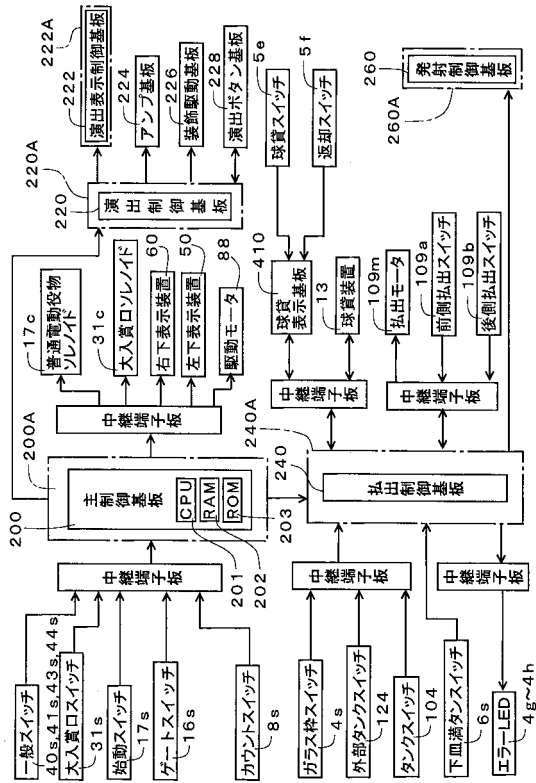 一般スイッチ
40s,41s,43s,44s
大入賞口スイッチ
31s
始動スイッチ
17s
ゲートスイッチ
16s
カウントスイッチ
8s
中継端子板
200
200A
主制御基板
CPU
RAM
ROM
201
202
203
中継端子板
17c
普通電動役物
ソレノイド
31c
大入賞口ソレノイド
60
右下表示装置
50
左下表示装置
88
駆動モータ
220
220A
演出制御基板
222
222A
演出表示制御基板
224
アンプ基板
226
装飾駆動基板
228
演出ボタン基板
ガラス枠スイッチ
4s
外部タンクスイッチ
124
タンクスイッチ
104
下皿満タンスイッチ
6s
エラーLED
4g~4h
中継端子板
中継端子板
240
240A
払出制御基板
中継端子板
中継端子板
410
球貸
表示基板
13
球貸装置
5e
球貸スイッチ
5f
返却スイッチ
109m
払出モータ
109a
前側払出スイッチ
109b
後側払出スイッチ
260
発射制御基板
260A